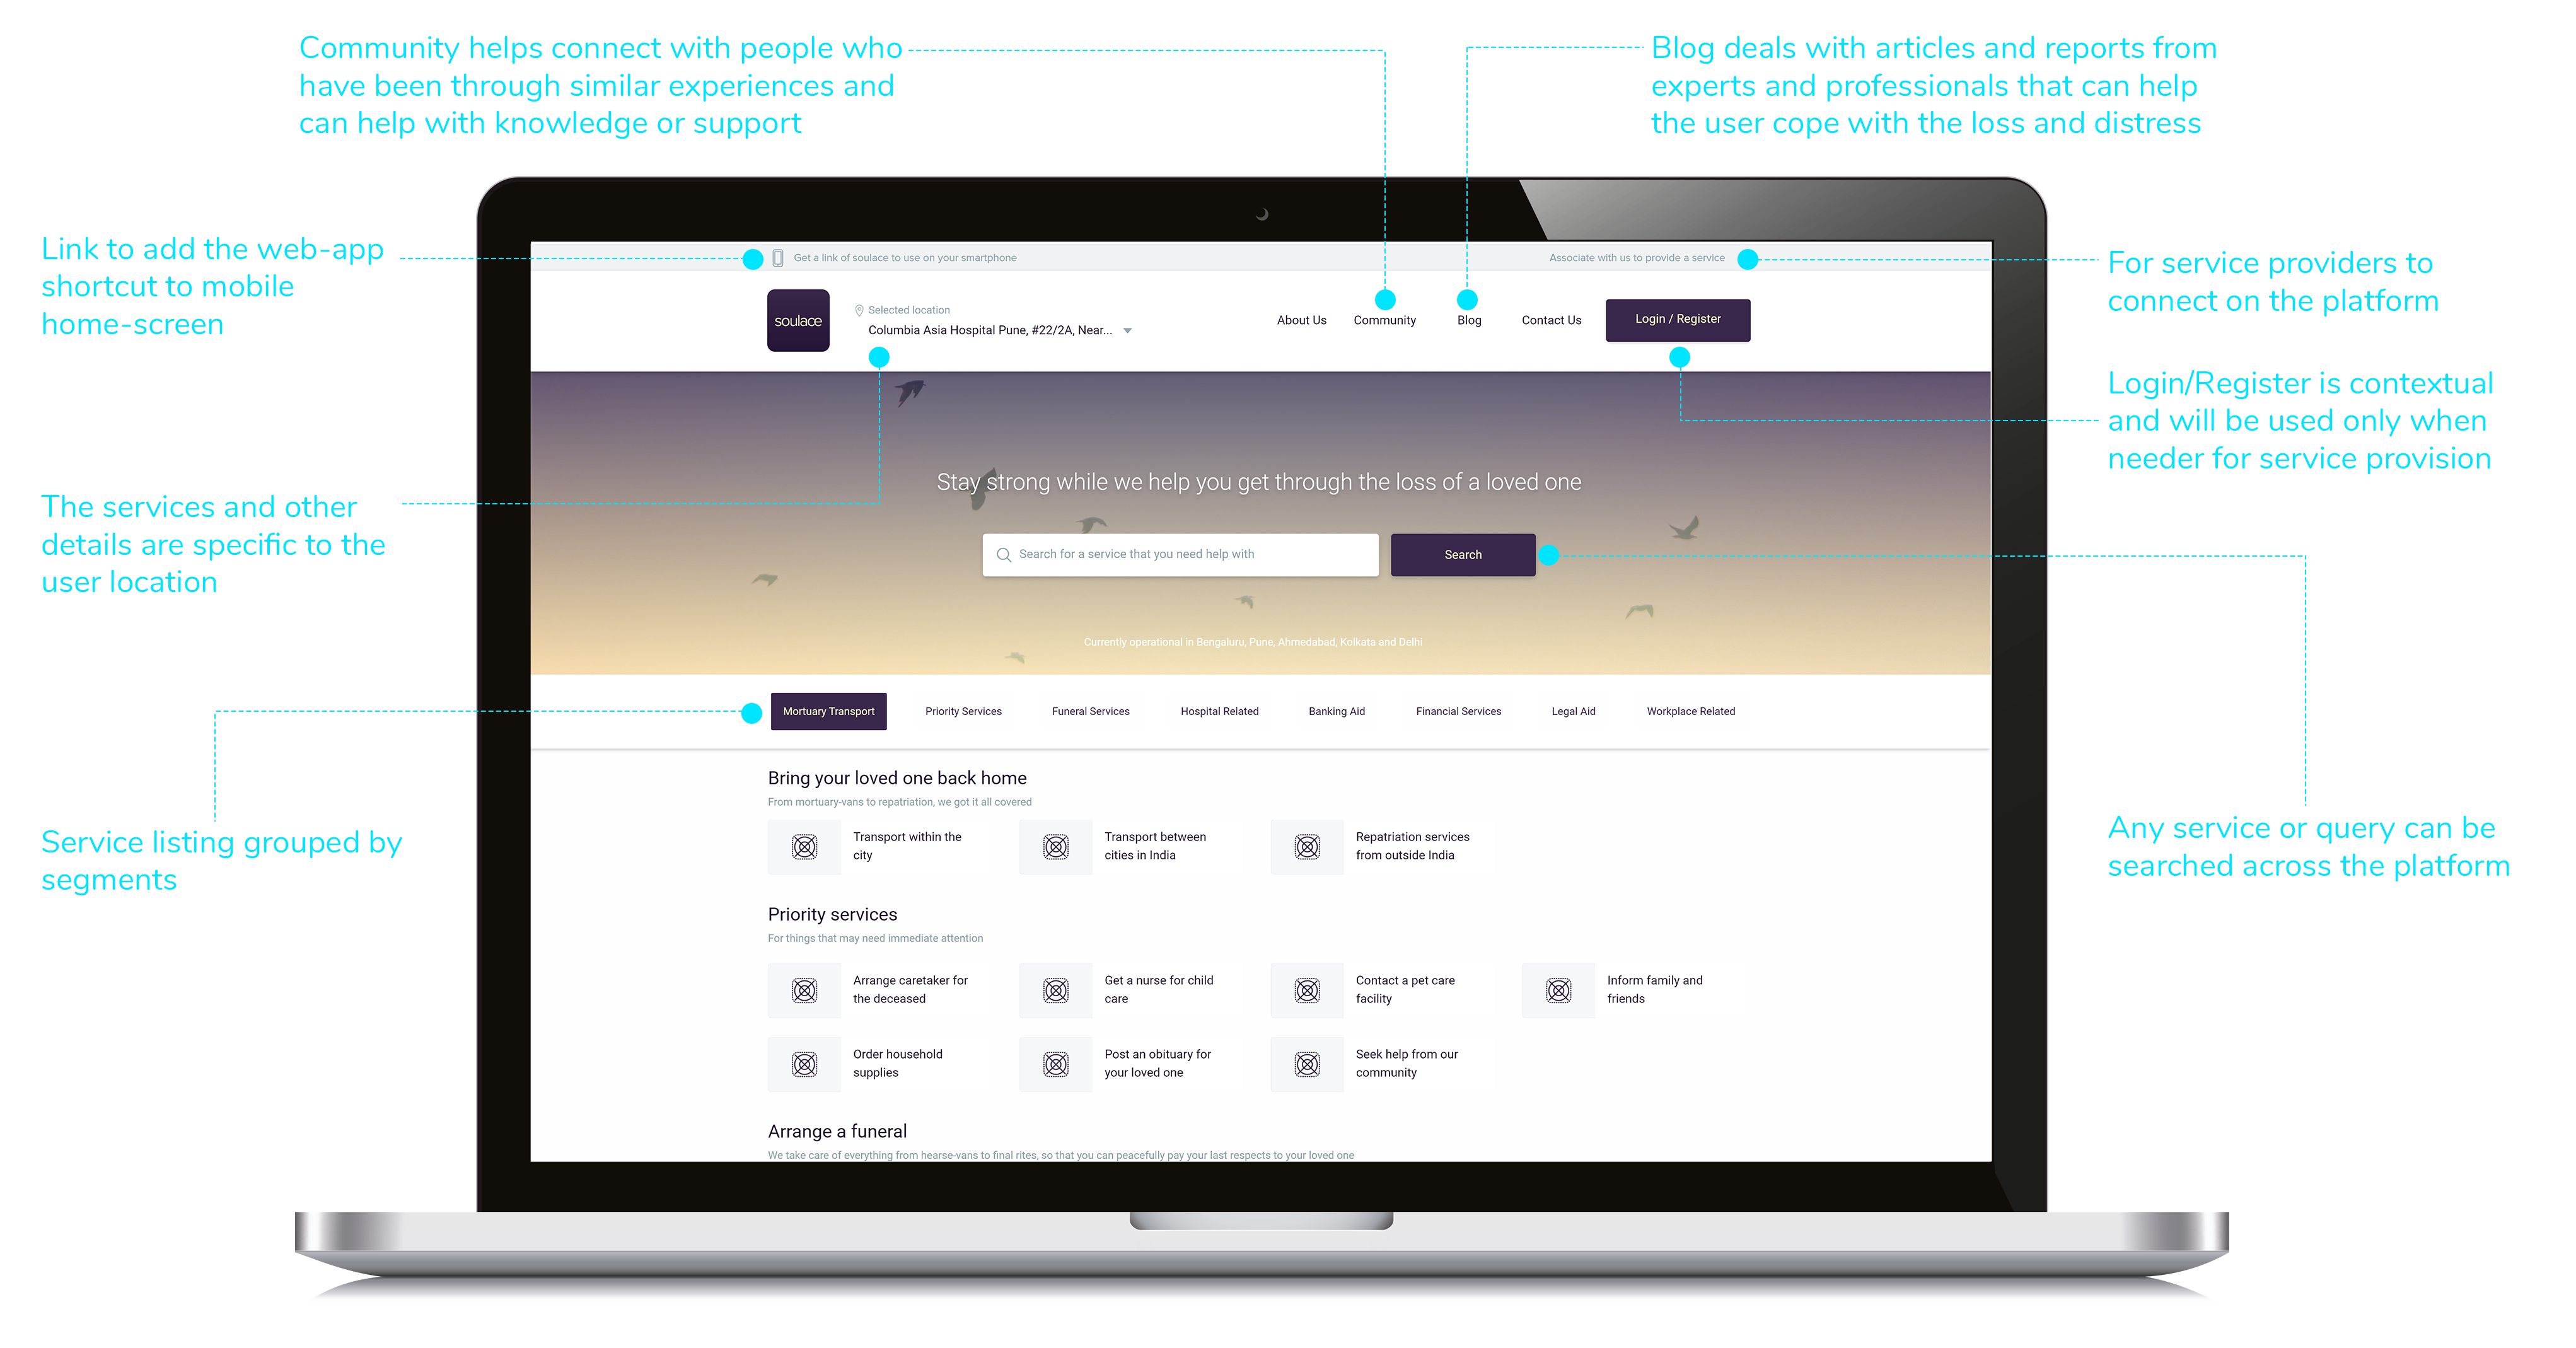 Community helps connect with people who
have been through similar experiences and
can help with knowledge or support
Blog deals with articles and reports from
experts and professionals that can help
the user cope with the loss and distress
Link to add the web-app
shortcut to mobile
home-screen
For service providers to
connect on the platform
Login/Register is contextual
and will be used only when
needer for service provision
The services and other
details are specific to the
user location
Service listing grouped by
segments
Any service or query can be
searched across the platform
Get a link of soulace to use on your smartphone
Associate with us to provide a service
soulace
Selected location
Columbia Asia Hospital Pune, #22/2A, Near...
About Us
Community
Blog
Contact Us
Login / Register
Stay strong while we help you get through the loss of a loved one
Search for a service that you need help with
Search
Currently operational in Bengaluru, Pune, Ahmedabad, Kolkata and Delhi
Mortuary Transport
Priority Services
Funeral Services
Hospital Related
Banking Aid
Financial Services
Legal Aid
Workplace Related
Bring your loved one back home
From mortuary-vans to repatriation, we got it all covered
Transport within the
city
Transport between
cities in India
Repatriation services
from outside India
Priority services
For things that may need immediate attention
Arrange caretaker for
the deceased
Get a nurse for child
care
Contact a pet care
facility
Inform family and
friends
Order household
supplies
Post an obituary for
your loved one
Seek help from our
community
Arrange a funeral
We take care of everything from hearse-vans to final rites, so that you can peacefully pay your last respects to your loved one